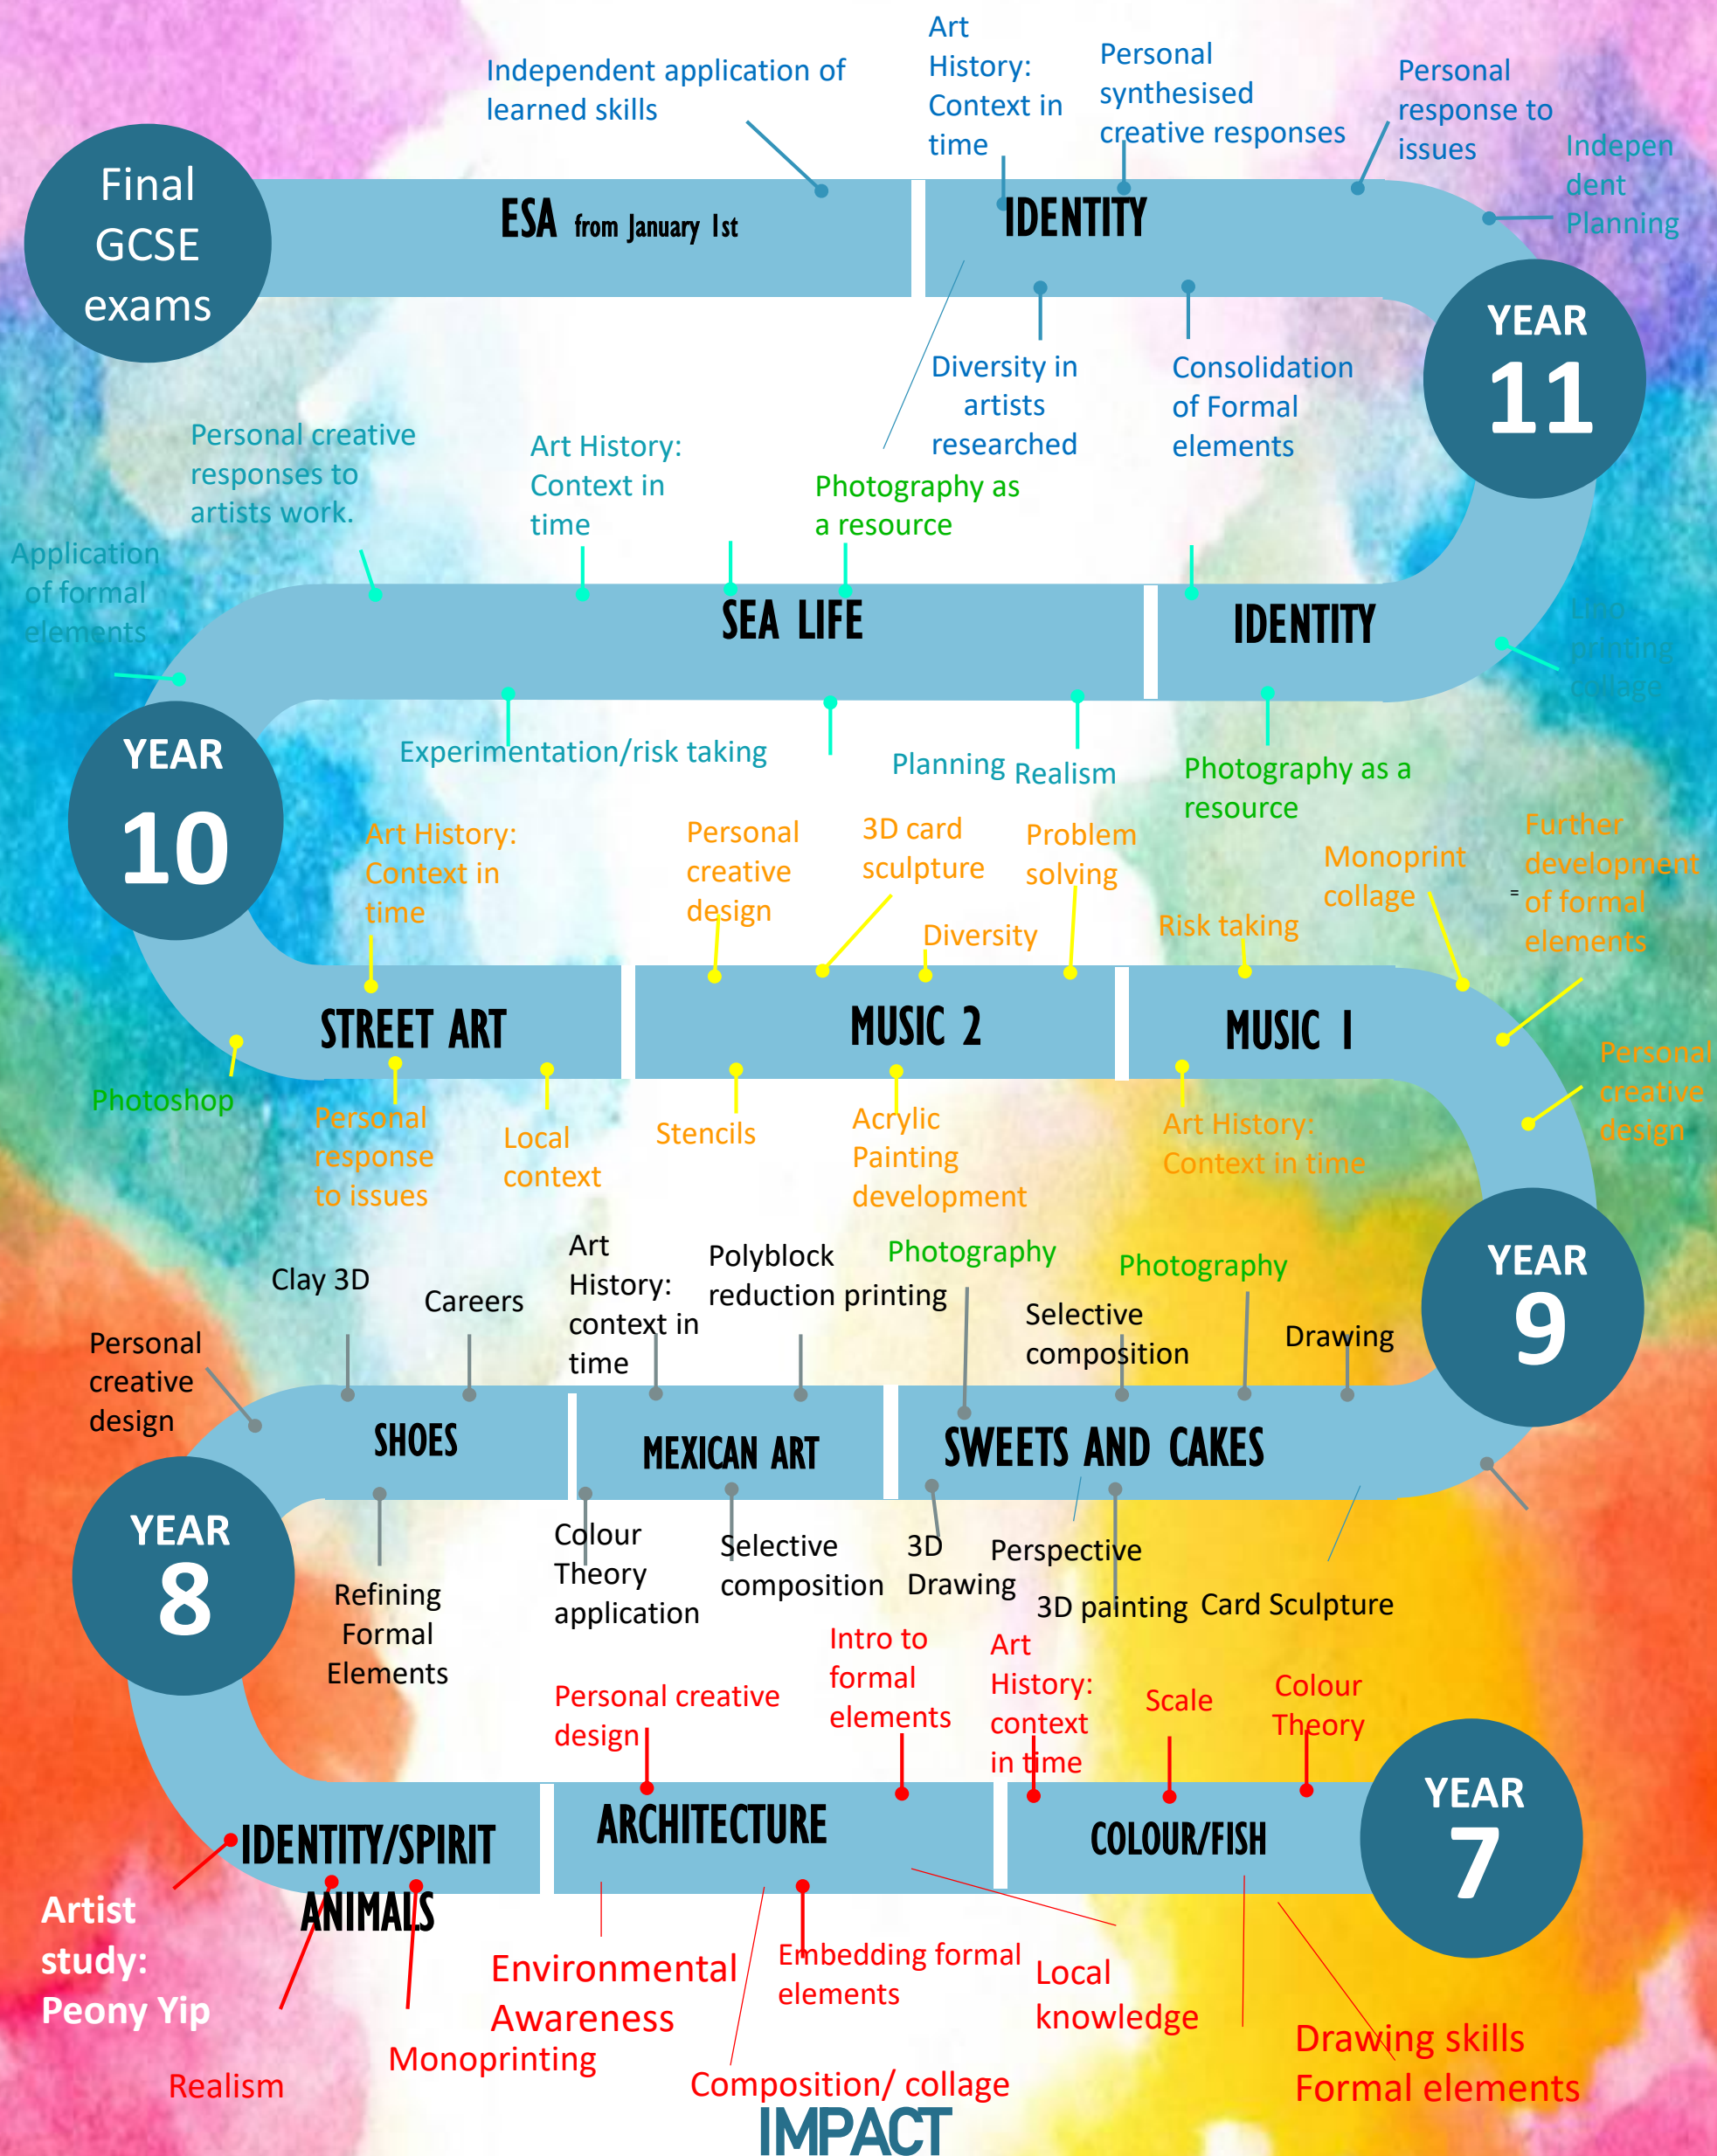 Independent application of
learned skills
Art
History:
Context in
time
Personal
synthesised
creative responses
Personal
response to
issues
Indepen
dent
Planning
Final
GCSE
exams
ESA from January 1st
IDENTITY
YEAR
11
Diversity in
artists
researched
Consolidation
of Formal
elements
Personal creative
responses to
artists work.
Art History:
Context in
time
Photography as
a resource
Application
of formal
elements
SEA LIFE
IDENTITY
Lino
printing
collage
YEAR
10
Experimentation/risk taking
Planning
Realism
Photography as a
resource
Art History:
Context in
time
Personal
creative
design
3D card
sculpture
Diversity
Problem
solving
Risk taking
Monoprint
collage
=
Further
development
of formal
elements
STREET ART
MUSIC 2
MUSIC 1
Photoshop
Personal
response
to issues
Local
context
Stencils
Acrylic
Painting
development
Art History:
Context in time
Personal
creative
design
YEAR
9
Personal
creative
design
Clay 3D
Careers
Art
History:
context in
time
Polyblock
reduction printing
Photography
Selective
composition
Photography
Drawing
SHOES
MEXICAN ART
SWEETS AND CAKES
YEAR
8
Refining
Formal
Elements
Colour
Theory
application
Selective
composition
3D
Drawing
Perspective
3D painting
Card Sculpture
Personal creative
design
Intro to
formal
elements
Art
History:
context
in time
Scale
Colour
Theory
YEAR
7
IDENTITY/SPIRIT
ANIMALS
ARCHITECTURE
COLOUR/FISH
Artist
study:
Peony Yip
Realism
Monoprinting
Environmental
Awareness
Embedding formal
elements
Composition/ collage
Local
knowledge
Drawing skills
Formal elements
IMPACT